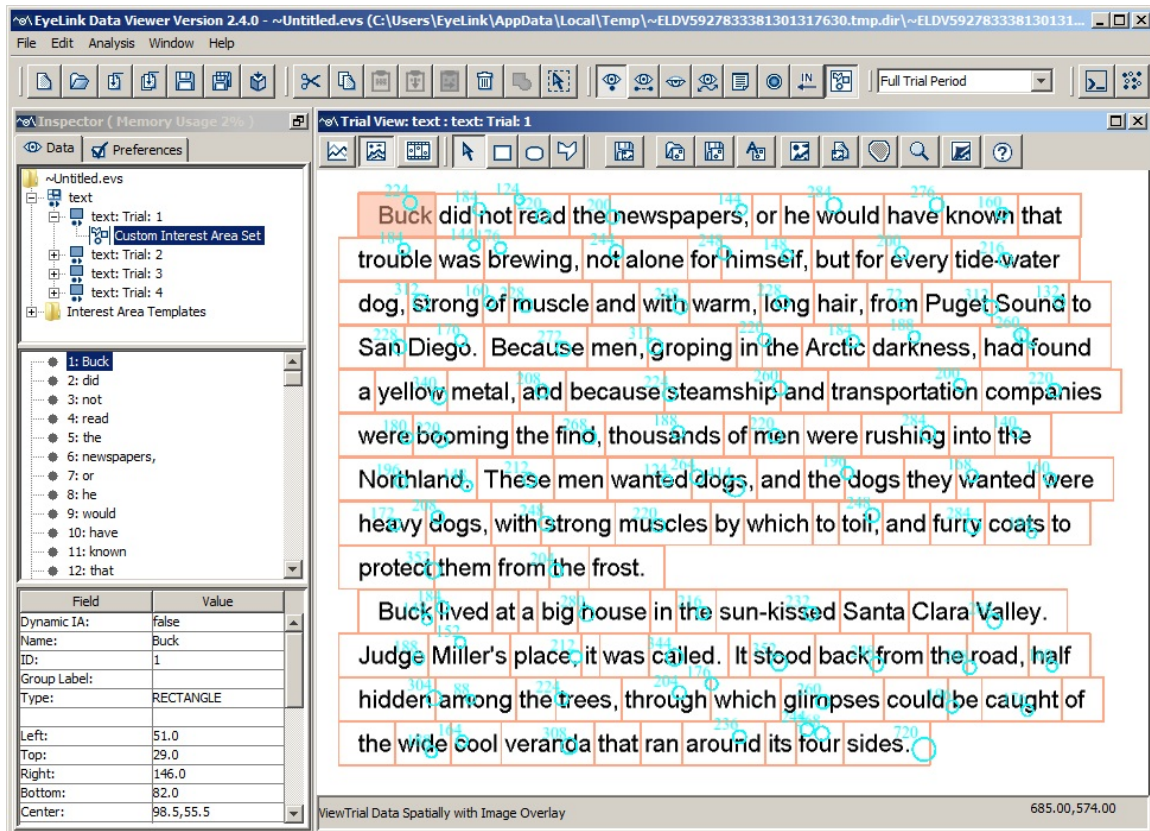 EyeLink Data Viewer Version 2.4.0 - ~Untitled.evs (C:\Users\EyeLink\AppData\Local\Temp\~ELDV5927833381301317630.tmp.dir\~ELDV592783338130131...
File Edit Analysis Window Help
IN Full Trial Period
Inspector ( Memory Usage 2% )
Data Preferences
~Untitled.evs
text
text: Trial: 1
Custom Interest Area Set
text: Trial: 2
text: Trial: 3
text: Trial: 4
Interest Area Templates
1: Buck
2: did
3: not
4: read
5: the
6: newspapers,
7: or
8: he
9: would
10: have
11: known
12: that
Field Value
Dynamic IA: false
Name: Buck
ID: 1
Group Label:
Type: RECTANGLE
Left: 51.0
Top: 29.0
Right: 146.0
Bottom: 82.0
Center: 98.5,55.5
Trial View: text : text: Trial: 1
Buck did not read the newspapers, or he would have known that
trouble was brewing, not alone for himself, but for every tide-water
dog, strong of muscle and with warm, long hair, from Puget Sound to
San Diego. Because men, groping in the Arctic darkness, had found
a yellow metal, and because steamship and transportation companies
were booming the find, thousands of men were rushing into the
Northland. These men wanted dogs, and the dogs they wanted were
heavy dogs, with strong muscles by which to toil, and furry coats to
protect them from the frost.
Buck lived at a big house in the sun-kissed Santa Clara Valley.
Judge Miller's place, it was called. It stood back from the road, half
hidden among the trees, through which glimpses could be caught of
the wide cool veranda that ran around its four sides.
ViewTrial Data Spatially with Image Overlay 685.00,574.00